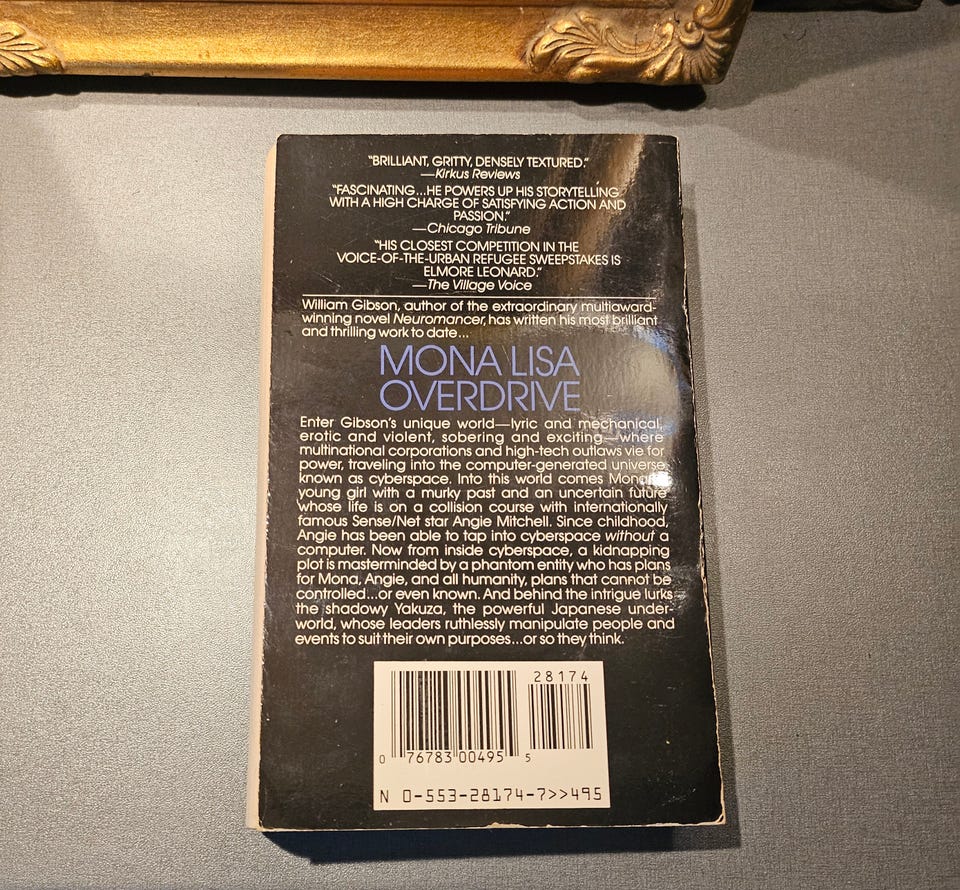 "BRILLIANT, GRITTY, DENSELY TEXTURED."
—Kirkus Reviews
"FASCINATING...HE POWERS UP HIS STORYTELLING
WITH A HIGH CHARGE OF SATISFYING ACTION AND
PASSION."
—Chicago Tribune
"HIS CLOSEST COMPETITION IN THE
VOICE-OF-THE-URBAN REFUGEE SWEEPSTAKES IS
ELMORE LEONARD."
—The Village Voice
William Gibson, author of the extraordinary multiaward-
winning novel Neuromancer, has written his most brilliant
and thrilling work to date...
MONA LISA
OVERDRIVE
Enter Gibson's unique world—lyric and mechanical,
erotic and violent, sobering and exciting—where
multinational corporations and high-tech outlaws vie for
power, traveling into the computer-generated universe
known as cyberspace. Into this world comes Mona,
young girl with a murky past and an uncertain future
whose life is on a collision course with internationally
famous Sense/Net star Angie Mitchell. Since childhood,
Angie has been able to tap into cyberspace without a
computer. Now from inside cyberspace, a kidnapping
plot is masterminded by a phantom entity who has plans
for Mona, Angie, and all humanity, plans that cannot be
controlled...or even known. And behind the intrigue lurks
the shadowy Yakuza, the powerful Japanese under-
world, whose leaders ruthlessly manipulate people and
events to suit their own purposes...or so they think.
28174
0 76783 00495 5
N 0-553-28174-7>>495